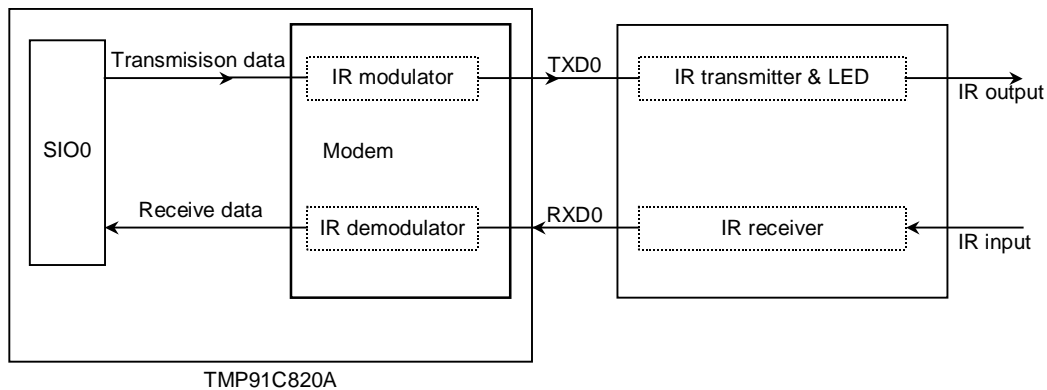 Transmisison data
IR modulator
TXD0
IR transmitter & LED
IR output
SIO0
Modem
Receive data
IR demodulator
RXD0
IR receiver
IR input
TMP91C820A